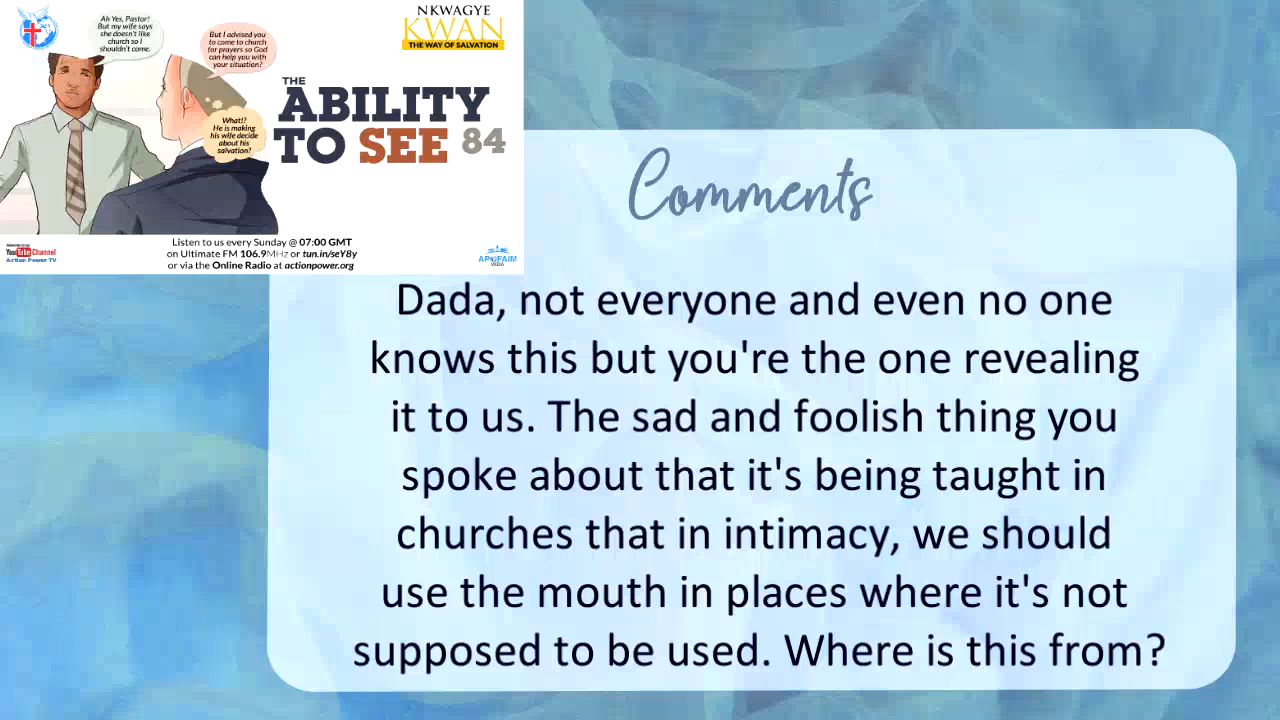 Ah Yes, Pastor!
But my wife says
she doesn't like
church so I
shouldn't come.
But I advised you
to come to church
for prayers so God
can help you with
your situation?
What!?
He is making
his wife decide
about his
salvation?
NKWAGYE
KWAN
THE WAY OF SALVATION
THE
ABILITY
TO SEE 84
YouTube Channel
Action Power TV
Listen to us every Sunday @ 07:00 GMT
on Ultimate FM 106.9MHz or tun.in/seY8y
or via the Online Radio at actionpower.org
Comments
Dada, not everyone and even no one
knows this but you're the one revealing
it to us. The sad and foolish thing you
spoke about that it's being taught in
churches that in intimacy, we should
use the mouth in places where it's not
supposed to be used. Where is this from?